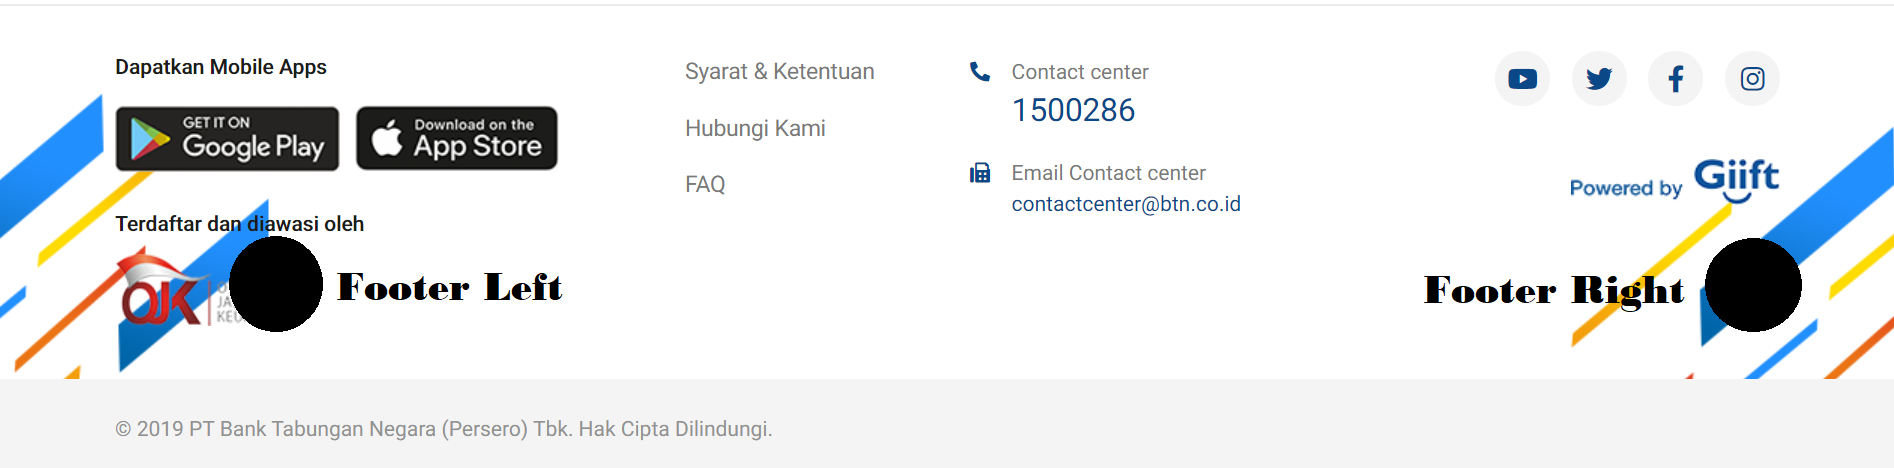 Dapatkan Mobile Apps
GET IT ON
Google Play
Download on the
App Store
Terdaftar dan diawasi oleh
OJK
Footer Left
Syarat & Ketentuan
Hubungi Kami
FAQ
Contact center
1500286
Email Contact center
contactcenter@btn.co.id
Powered by Giift
Footer Right
© 2019 PT Bank Tabungan Negara (Persero) Tbk. Hak Cipta Dilindungi.